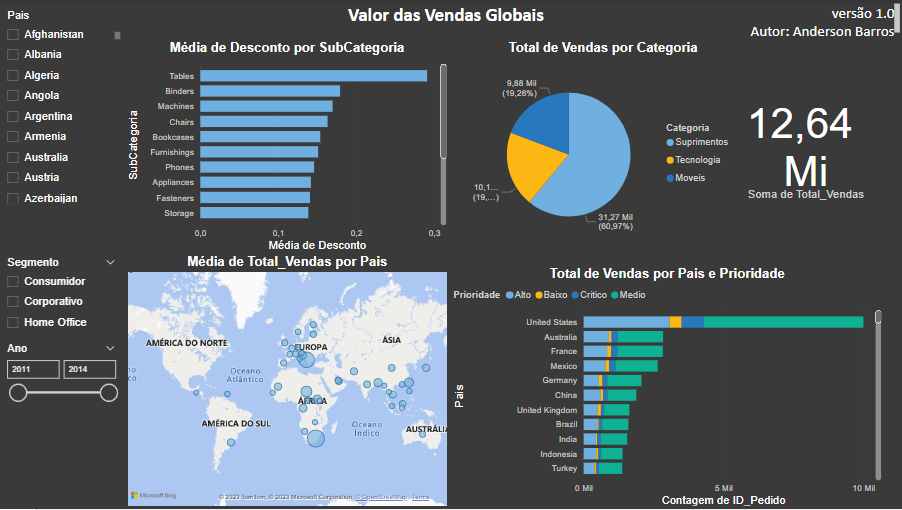 Valor das Vendas Globais
versão 1.0
Autor: Anderson Barros
Pais
Afghanistan
Albania
Algeria
Angola
Argentina
Armenia
Australia
Austria
Azerbaijan
Segmento
Consumidor
Corporativo
Home Office
Ano
2011
2014
Média de Desconto por SubCategoria
SubCategoria
Tables
Binders
Machines
Chairs
Bookcases
Furnishings
Phones
Appliances
Fasteners
Storage
0,0
0,1
0,2
0,3
Média de Desconto
Total de Vendas por Categoria
9,88 Mil
(19,26%)
10,1...
(19,...)
31,27 Mil
(60,97%)
Categoria
Suprimentos
Tecnologia
Moveis
12,64
Mi
Soma de Total_Vendas
Média de Total_Vendas por Pais
AMÉRICA DO NORTE
EUROPA
ÁSIA
Oceano
Atlântico
ÁFRICA
AMÉRICA DO SUL
Oceano
Índico
AUSTRÁLI
Microsoft Bing
© 2023 TomTom, © 2023 Microsoft Corporation, © OpenStreetMap Terms
Total de Vendas por Pais e Prioridade
Prioridade
Alto
Baixo
Critico
Medio
Pais
United States
Australia
France
Mexico
Germany
China
United Kingdom
Brazil
India
Indonesia
Turkey
0 Mil
5 Mil
10 Mil
Contagem de ID_Pedido